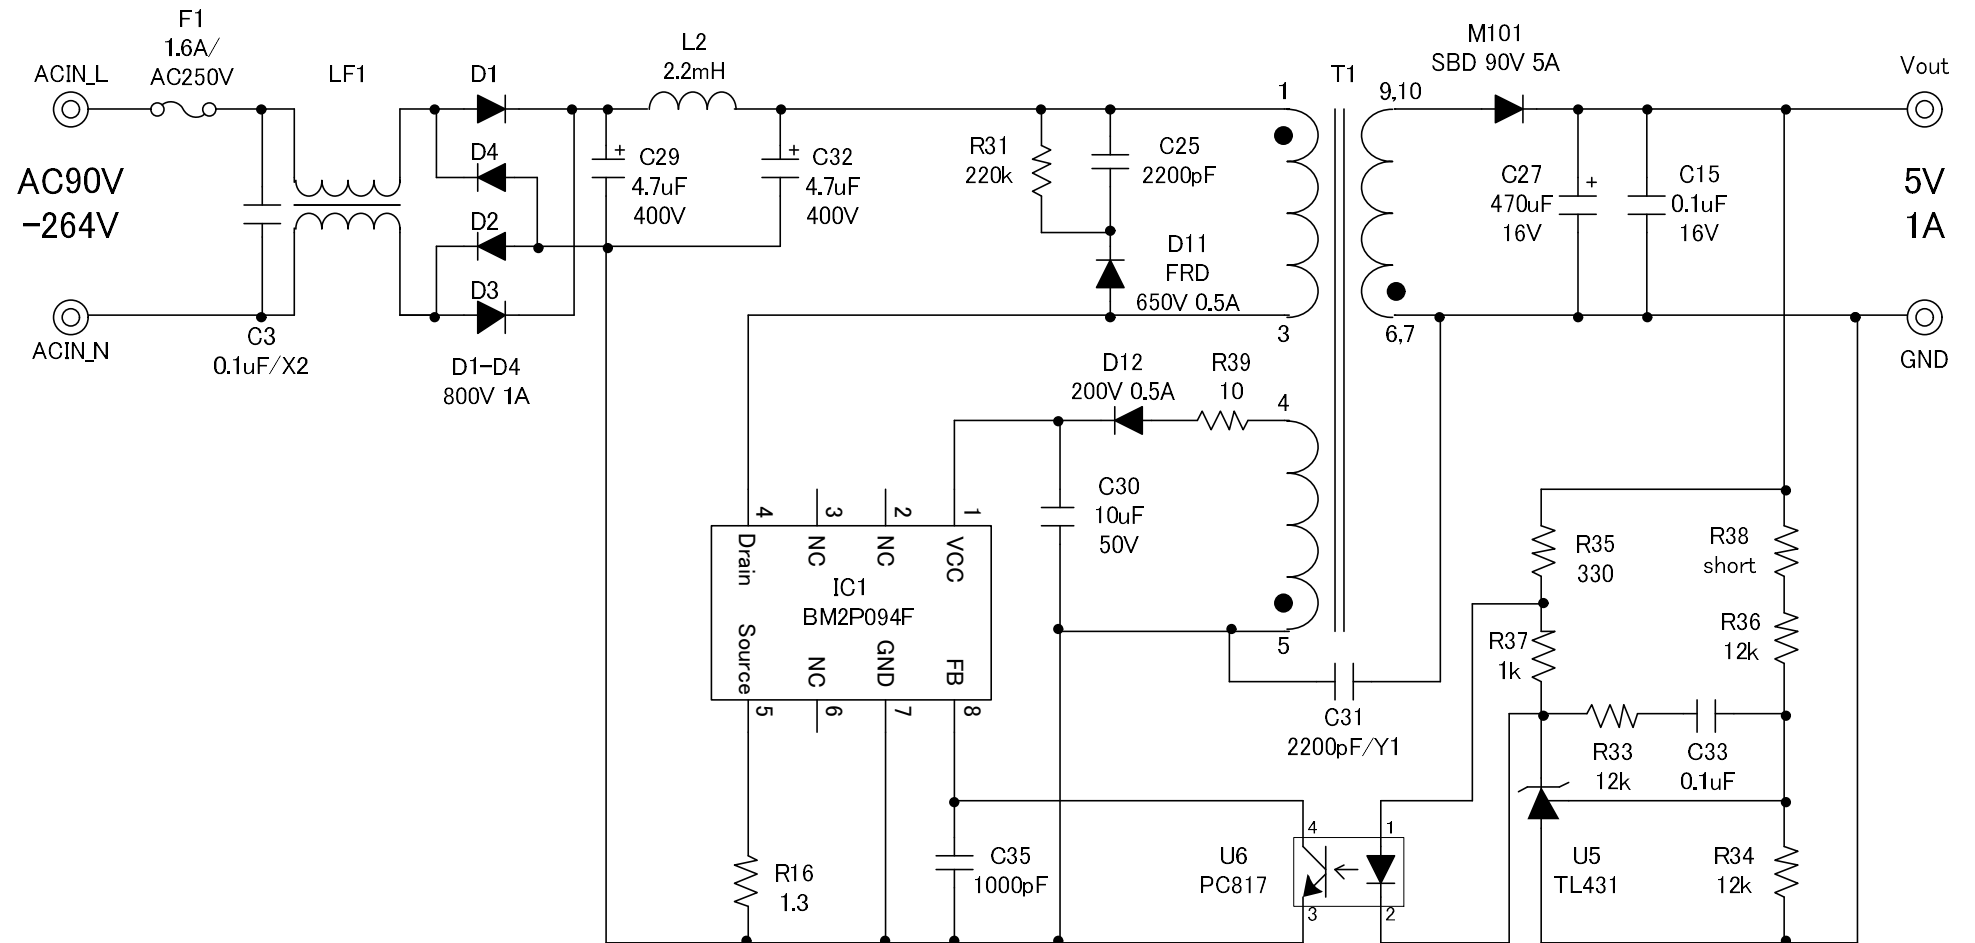 F1
1.6A/
AC250V
ACIN_L
LF1
D1
L2
2.2mH
M101
SBD 90V 5A
T1
Vout
1
9,10
D4
R31
220k
C25
2200pF
AC90V
-264V
C29
4.7uF
400V
C32
4.7uF
400V
C27
470uF
16V
C15
0.1uF
16V
5V
1A
D2
D11
FRD
650V 0.5A
D3
ACIN_N
C3
0.1uF/X2
D1-D4
800V 1A
3
6,7
GND
D12
200V 0.5A
R39
10
4
C30
10uF
50V
4
3
2
1
Drain
NC
NC
VCC
IC1
BM2P094F
Source
NC
GND
FB
5
6
7
8
5
C31
2200pF/Y1
R35
330
R38
short
R37
1k
R36
12k
R33
12k
C33
0.1uF
R16
1.3
C35
1000pF
U6
PC817
4
1
3
2
U5
TL431
R34
12k